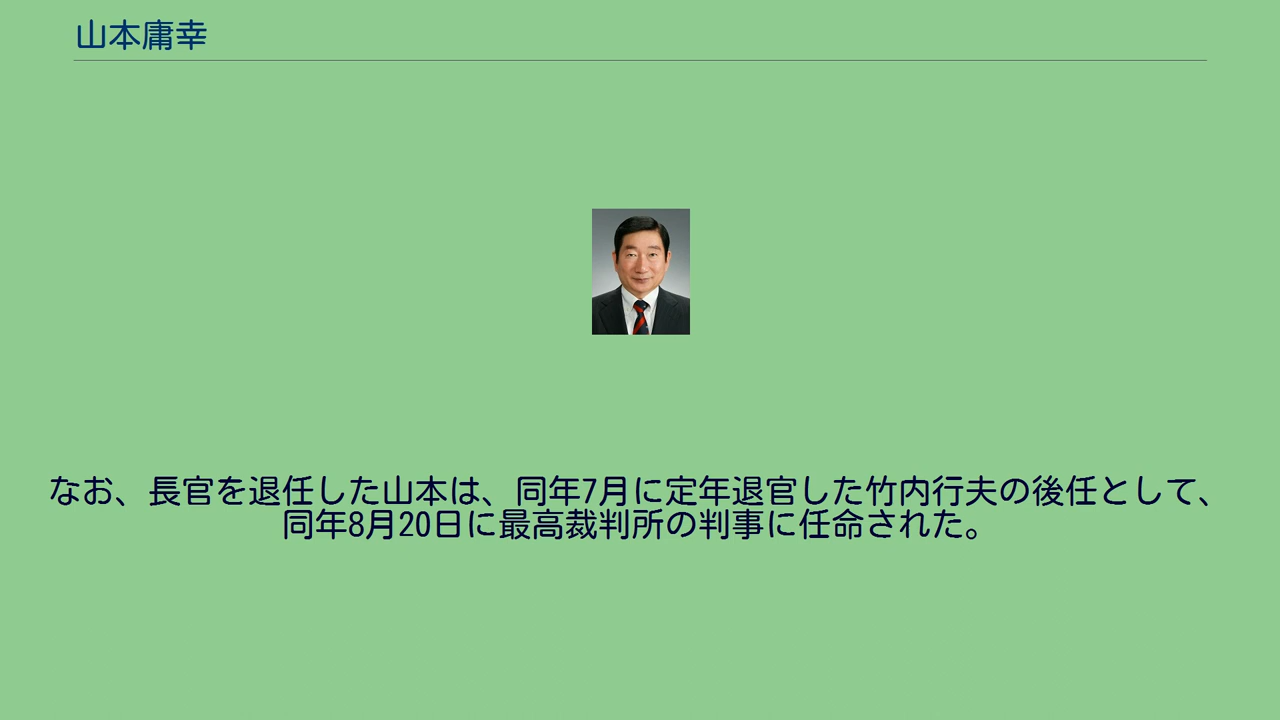 山本庸幸
なお、長官を退任した山本は、同年7月に定年退官した竹内行夫の後任として、
同年8月20日に最高裁判所の判事に任命された。